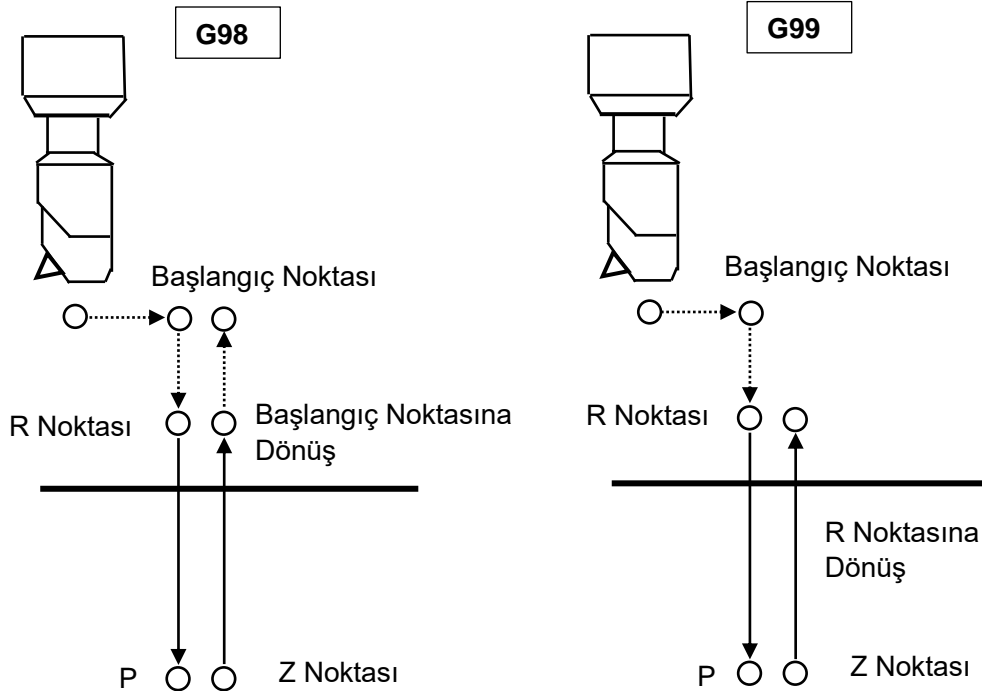 G98
Başlangıç Noktası
R Noktası
Başlangıç Noktasına
Dönüş
P
Z Noktası
G99
Başlangıç Noktası
R Noktası
R Noktasına
Dönüş
P
Z Noktası